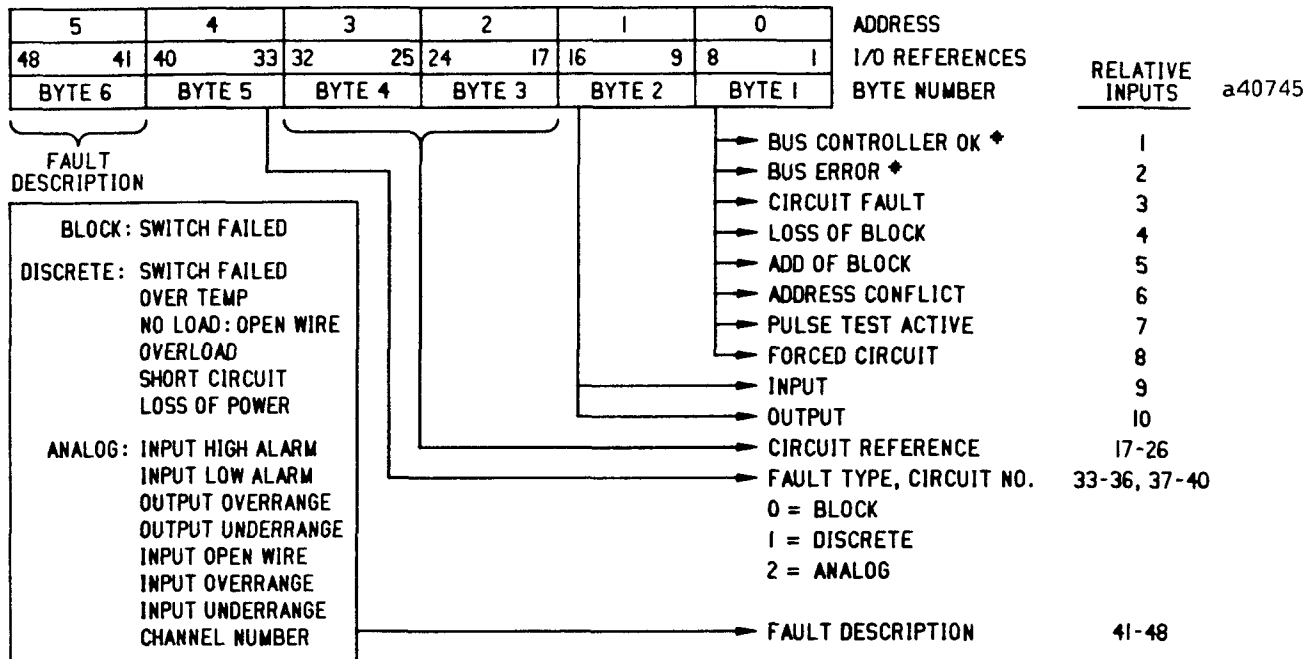 5 4 3 2 1 0 ADDRESS
48 41 40 33 32 25 24 17 16 9 8 1 I/O REFERENCES
BYTE 6 BYTE 5 BYTE 4 BYTE 3 BYTE 2 BYTE 1 BYTE NUMBER
RELATIVE
INPUTS
a40745
FAULT
DESCRIPTION
BUS CONTROLLER OK * 1
BUS ERROR * 2
CIRCUIT FAULT 3
LOSS OF BLOCK 4
ADD OF BLOCK 5
ADDRESS CONFLICT 6
PULSE TEST ACTIVE 7
FORCED CIRCUIT 8
INPUT 9
OUTPUT 10
CIRCUIT REFERENCE 17-26
FAULT TYPE, CIRCUIT NO. 33-36, 37-40
0 = BLOCK
1 = DISCRETE
2 = ANALOG
FAULT DESCRIPTION 41-48
BLOCK: SWITCH FAILED
DISCRETE: SWITCH FAILED
OVER TEMP
NO LOAD: OPEN WIRE
OVERLOAD
SHORT CIRCUIT
LOSS OF POWER
ANALOG: INPUT HIGH ALARM
INPUT LOW ALARM
OUTPUT OVERRANGE
OUTPUT UNDERRANGE
INPUT OPEN WIRE
INPUT OVERRANGE
INPUT UNDERRANGE
CHANNEL NUMBER